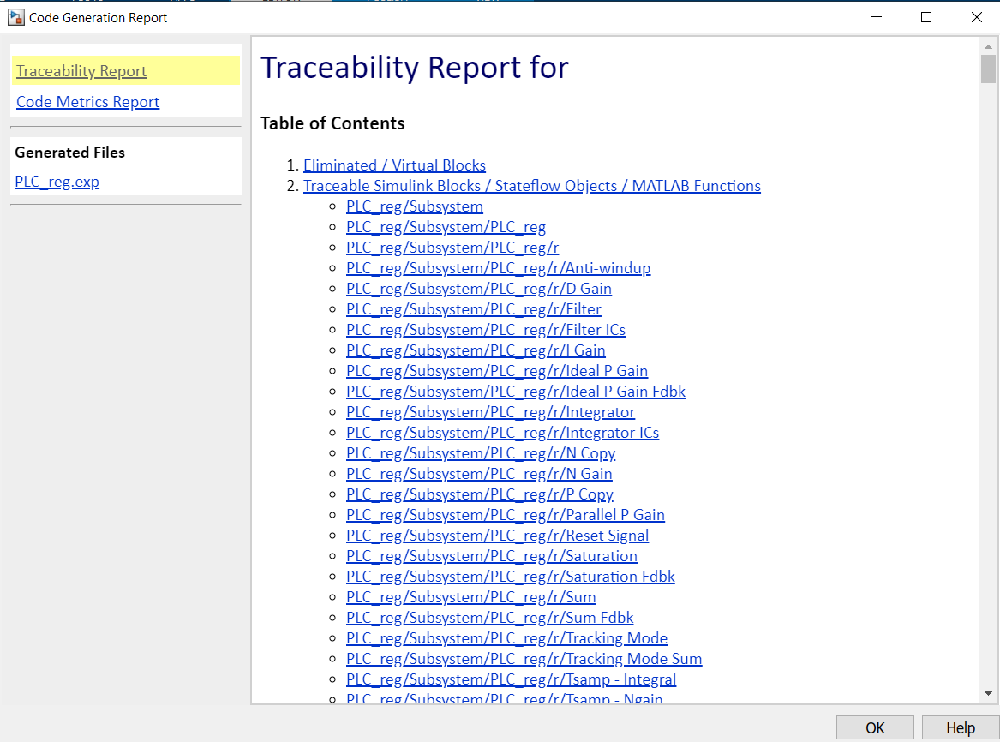 Code Generation Report
Traceability Report
Code Metrics Report
Generated Files
PLC_reg.exp
Traceability Report for
Table of Contents
1. Eliminated / Virtual Blocks
2. Traceable Simulink Blocks / Stateflow Objects / MATLAB Functions
PLC_reg/Subsystem
PLC_reg/Subsystem/PLC_reg
PLC_reg/Subsystem/PLC_reg/r
PLC_reg/Subsystem/PLC_reg/r/Anti-windup
PLC_reg/Subsystem/PLC_reg/r/D Gain
PLC_reg/Subsystem/PLC_reg/r/Filter
PLC_reg/Subsystem/PLC_reg/r/Filter ICs
PLC_reg/Subsystem/PLC_reg/r/I Gain
PLC_reg/Subsystem/PLC_reg/r/Ideal P Gain
PLC_reg/Subsystem/PLC_reg/r/Ideal P Gain Fdbk
PLC_reg/Subsystem/PLC_reg/r/Integrator
PLC_reg/Subsystem/PLC_reg/r/Integrator ICs
PLC_reg/Subsystem/PLC_reg/r/N Copy
PLC_reg/Subsystem/PLC_reg/r/N Gain
PLC_reg/Subsystem/PLC_reg/r/P Copy
PLC_reg/Subsystem/PLC_reg/r/Parallel P Gain
PLC_reg/Subsystem/PLC_reg/r/Reset Signal
PLC_reg/Subsystem/PLC_reg/r/Saturation
PLC_reg/Subsystem/PLC_reg/r/Saturation Fdbk
PLC_reg/Subsystem/PLC_reg/r/Sum
PLC_reg/Subsystem/PLC_reg/r/Sum Fdbk
PLC_reg/Subsystem/PLC_reg/r/Tracking Mode
PLC_reg/Subsystem/PLC_reg/r/Tracking Mode Sum
PLC_reg/Subsystem/PLC_reg/r/Tsamp - Integral
PLC_reg/Subsystem/PLC_reg/r/Tsamp - Ngain
OK
Help